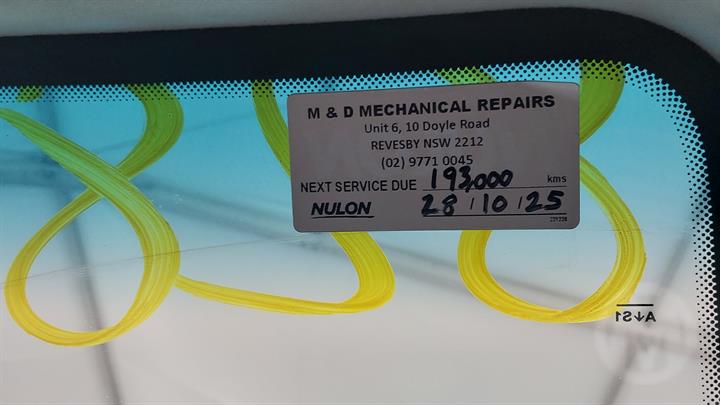 M & D MECHANICAL REPAIRS
Unit 6, 10 Doyle Road
REVESBY NSW 2212
(02) 9771 0045
NEXT SERVICE DUE 193,000 kms
NULON 28 / 10 / 25
A↓S1